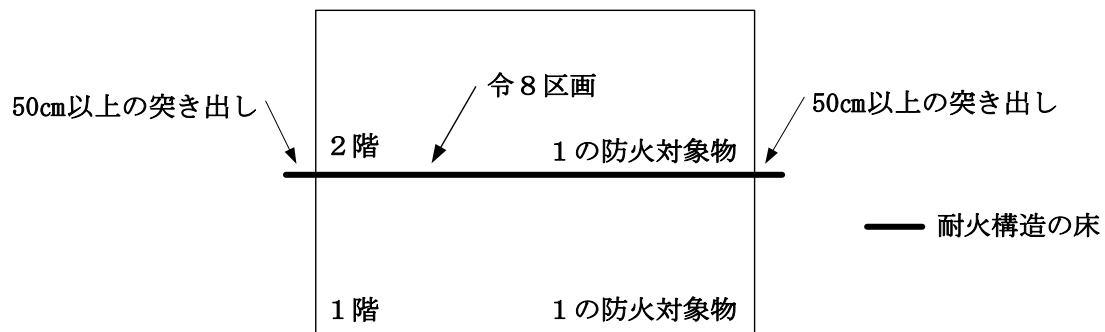 令８区画
50cm以上の突き出し
50cm以上の突き出し
２階
１の防火対象物
耐火構造の床
１階
１の防火対象物